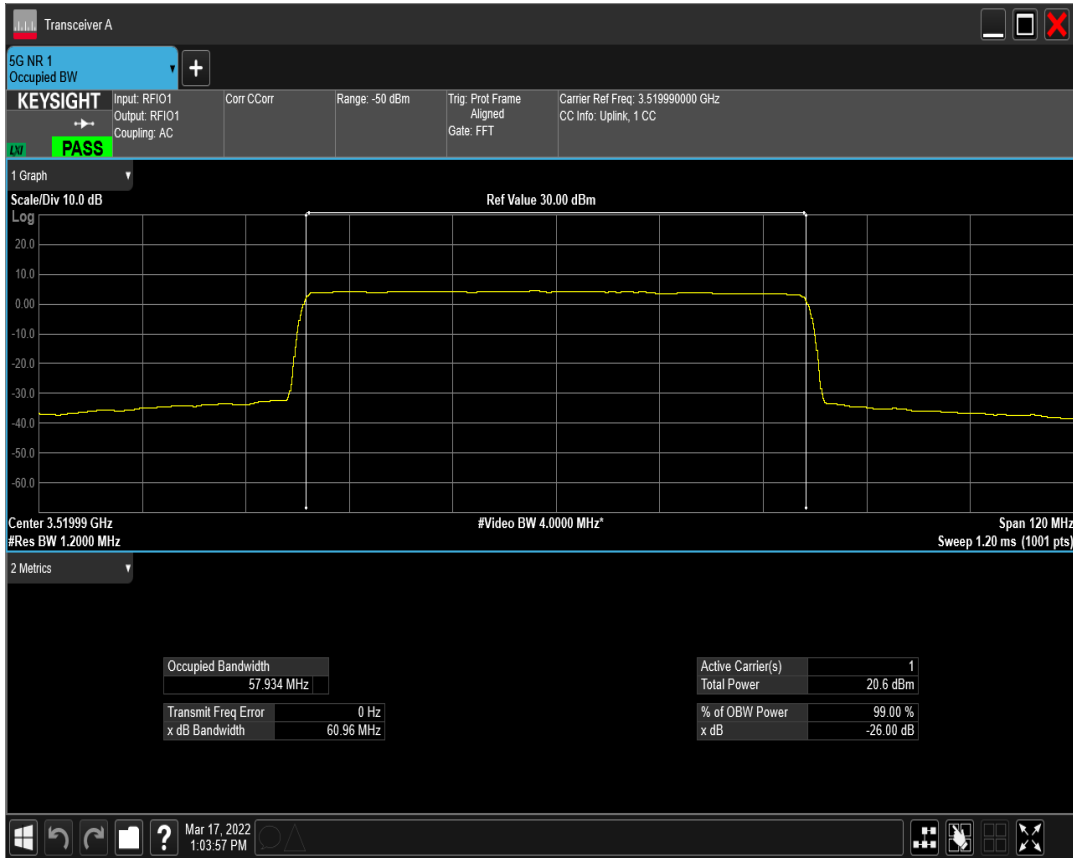 Transceiver A
5G NR 1
Occupied BW
KEYSIGHT
LXI
PASS
Input: RFIO1
Output: RFIO1
Coupling: AC
Corr CCorr
Range: -50 dBm
Trig: Prot Frame
Aligned
Gate: FFT
Carrier Ref Freq: 3.519990000 GHz
CC Info: Uplink, 1 CC
1 Graph
Scale/Div 10.0 dB
Ref Value 30.00 dBm
Log
20.0
10.0
0.00
-10.0
-20.0
-30.0
-40.0
-50.0
-60.0
Center 3.51999 GHz
#Video BW 4.0000 MHz*
Span 120 MHz
#Res BW 1.2000 MHz
Sweep 1.20 ms (1001 pts)
2 Metrics
Occupied Bandwidth
57.934 MHz
Transmit Freq Error 0 Hz
x dB Bandwidth 60.96 MHz
Active Carrier(s) 1
Total Power 20.6 dBm
% of OBW Power 99.00 %
x dB -26.00 dB
?
Mar 17, 2022
1:03:57 PM